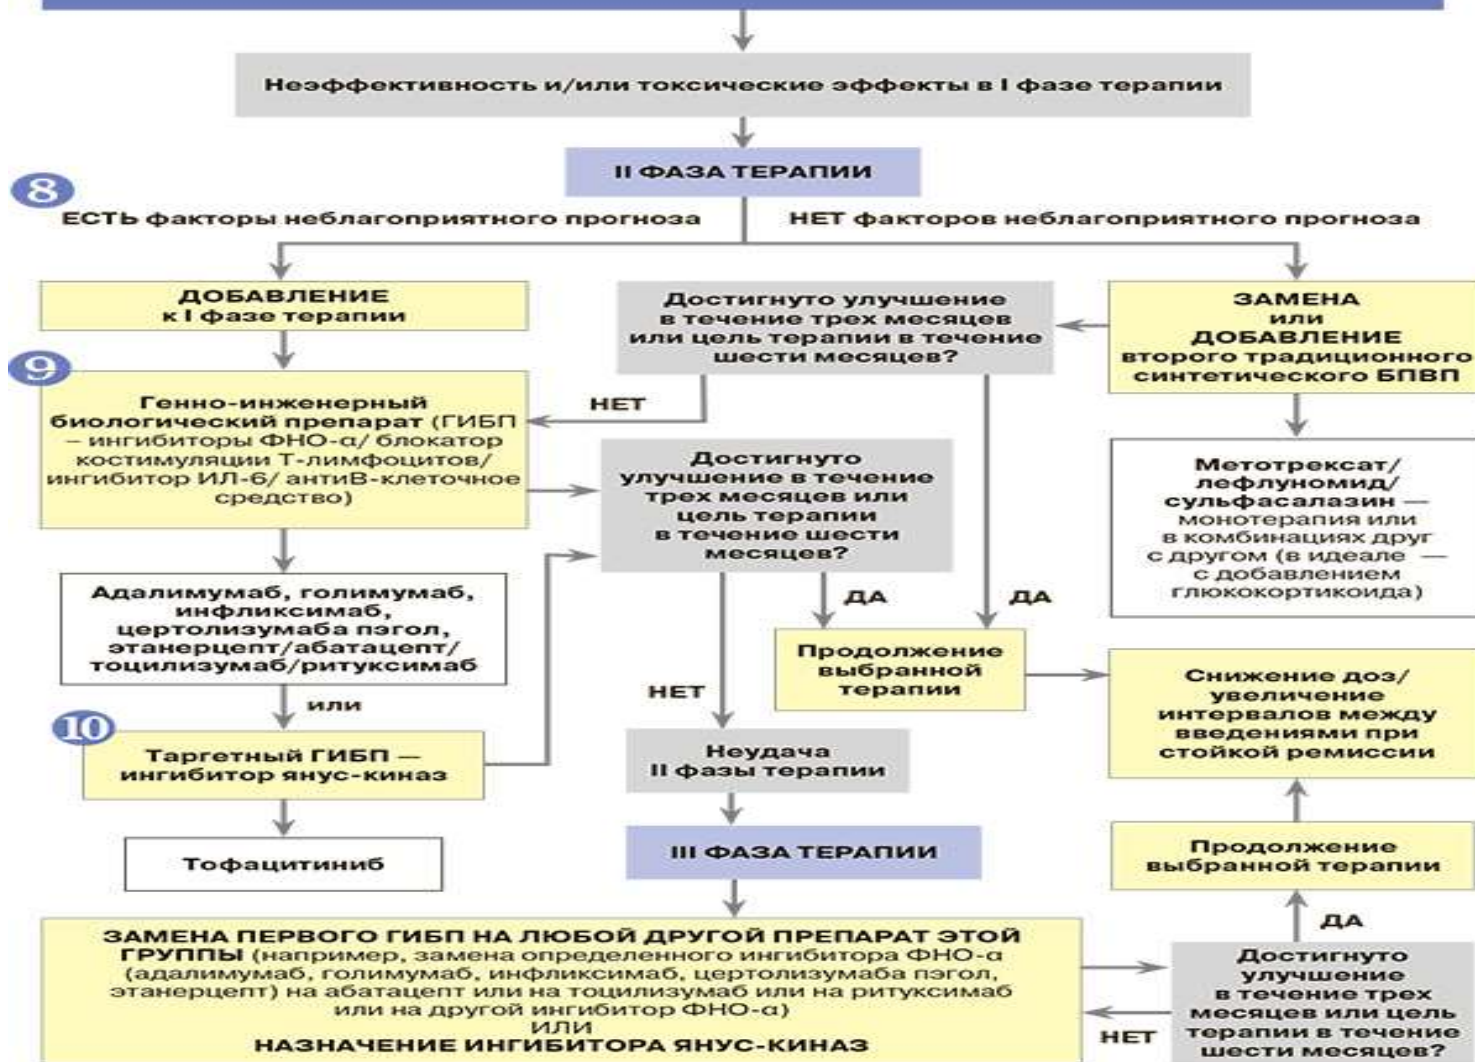 Неэффективность и/или токсические эффекты в I фазе терапии
II ФАЗА ТЕРАПИИ
8
ЕСТЬ факторы неблагоприятного прогноза
НЕТ факторов неблагоприятного прогноза
ДОБАВЛЕНИЕ
к I фазе терапии
Достигнуто улучшение
в течение трех месяцев
или цель терапии в течение
шести месяцев?
ЗАМЕНА
или
ДОБАВЛЕНИЕ
второго традиционного
синтетического БПВП
9
Генно-инженерный
биологический препарат (ГИБП
– ингибиторы ФНО-α/ блокатор
костимуляции Т-лимфоцитов/
ингибитор ИЛ-6/ антиВ-клеточное
средство)
НЕТ
Достигнуто
улучшение в течение
трех месяцев или
цель терапии
в течение шести
месяцев?
Метотрексат/
лефлуномид/
сульфасалазин —
монотерапия или
в комбинациях друг
с другом (в идеале —
с добавлением
глюкокортикоида)
Адалимумаб, голимумаб,
инфликсимаб,
цертолизумаба пэгол,
этанерцепт/абатацепт/
тоцилизумаб/ритуксимаб
ДА
ДА
Продолжение
выбранной
терапии
Снижение доз/
увеличение
интервалов между
введениями при
стойкой ремиссии
или
НЕТ
10
Таргетный ГИБП —
ингибитор янус-киназ
Неудача
II фазы терапии
Тофацитиниб
III ФАЗА ТЕРАПИИ
Продолжение
выбранной терапии
ДА
ЗАМЕНА ПЕРВОГО ГИБП НА ЛЮБОЙ ДРУГОЙ ПРЕПАРАТ ЭТОЙ
ГРУППЫ (например, замена определенного ингибитора ФНО-α
(адалимумаб, голимумаб, инфликсимаб, цертолизумаба пэгол,
этанерцепт) на абатацепт или на тоцилизумаб или на ритуксимаб
или на другой ингибитор ФНО-α)
ИЛИ
НАЗНАЧЕНИЕ ИНГИБИТОРА ЯНУС-КИНАЗ
НЕТ
Достигнуто
улучшение
в течение трех
месяцев или цель
терапии в течение
шести месяцев?